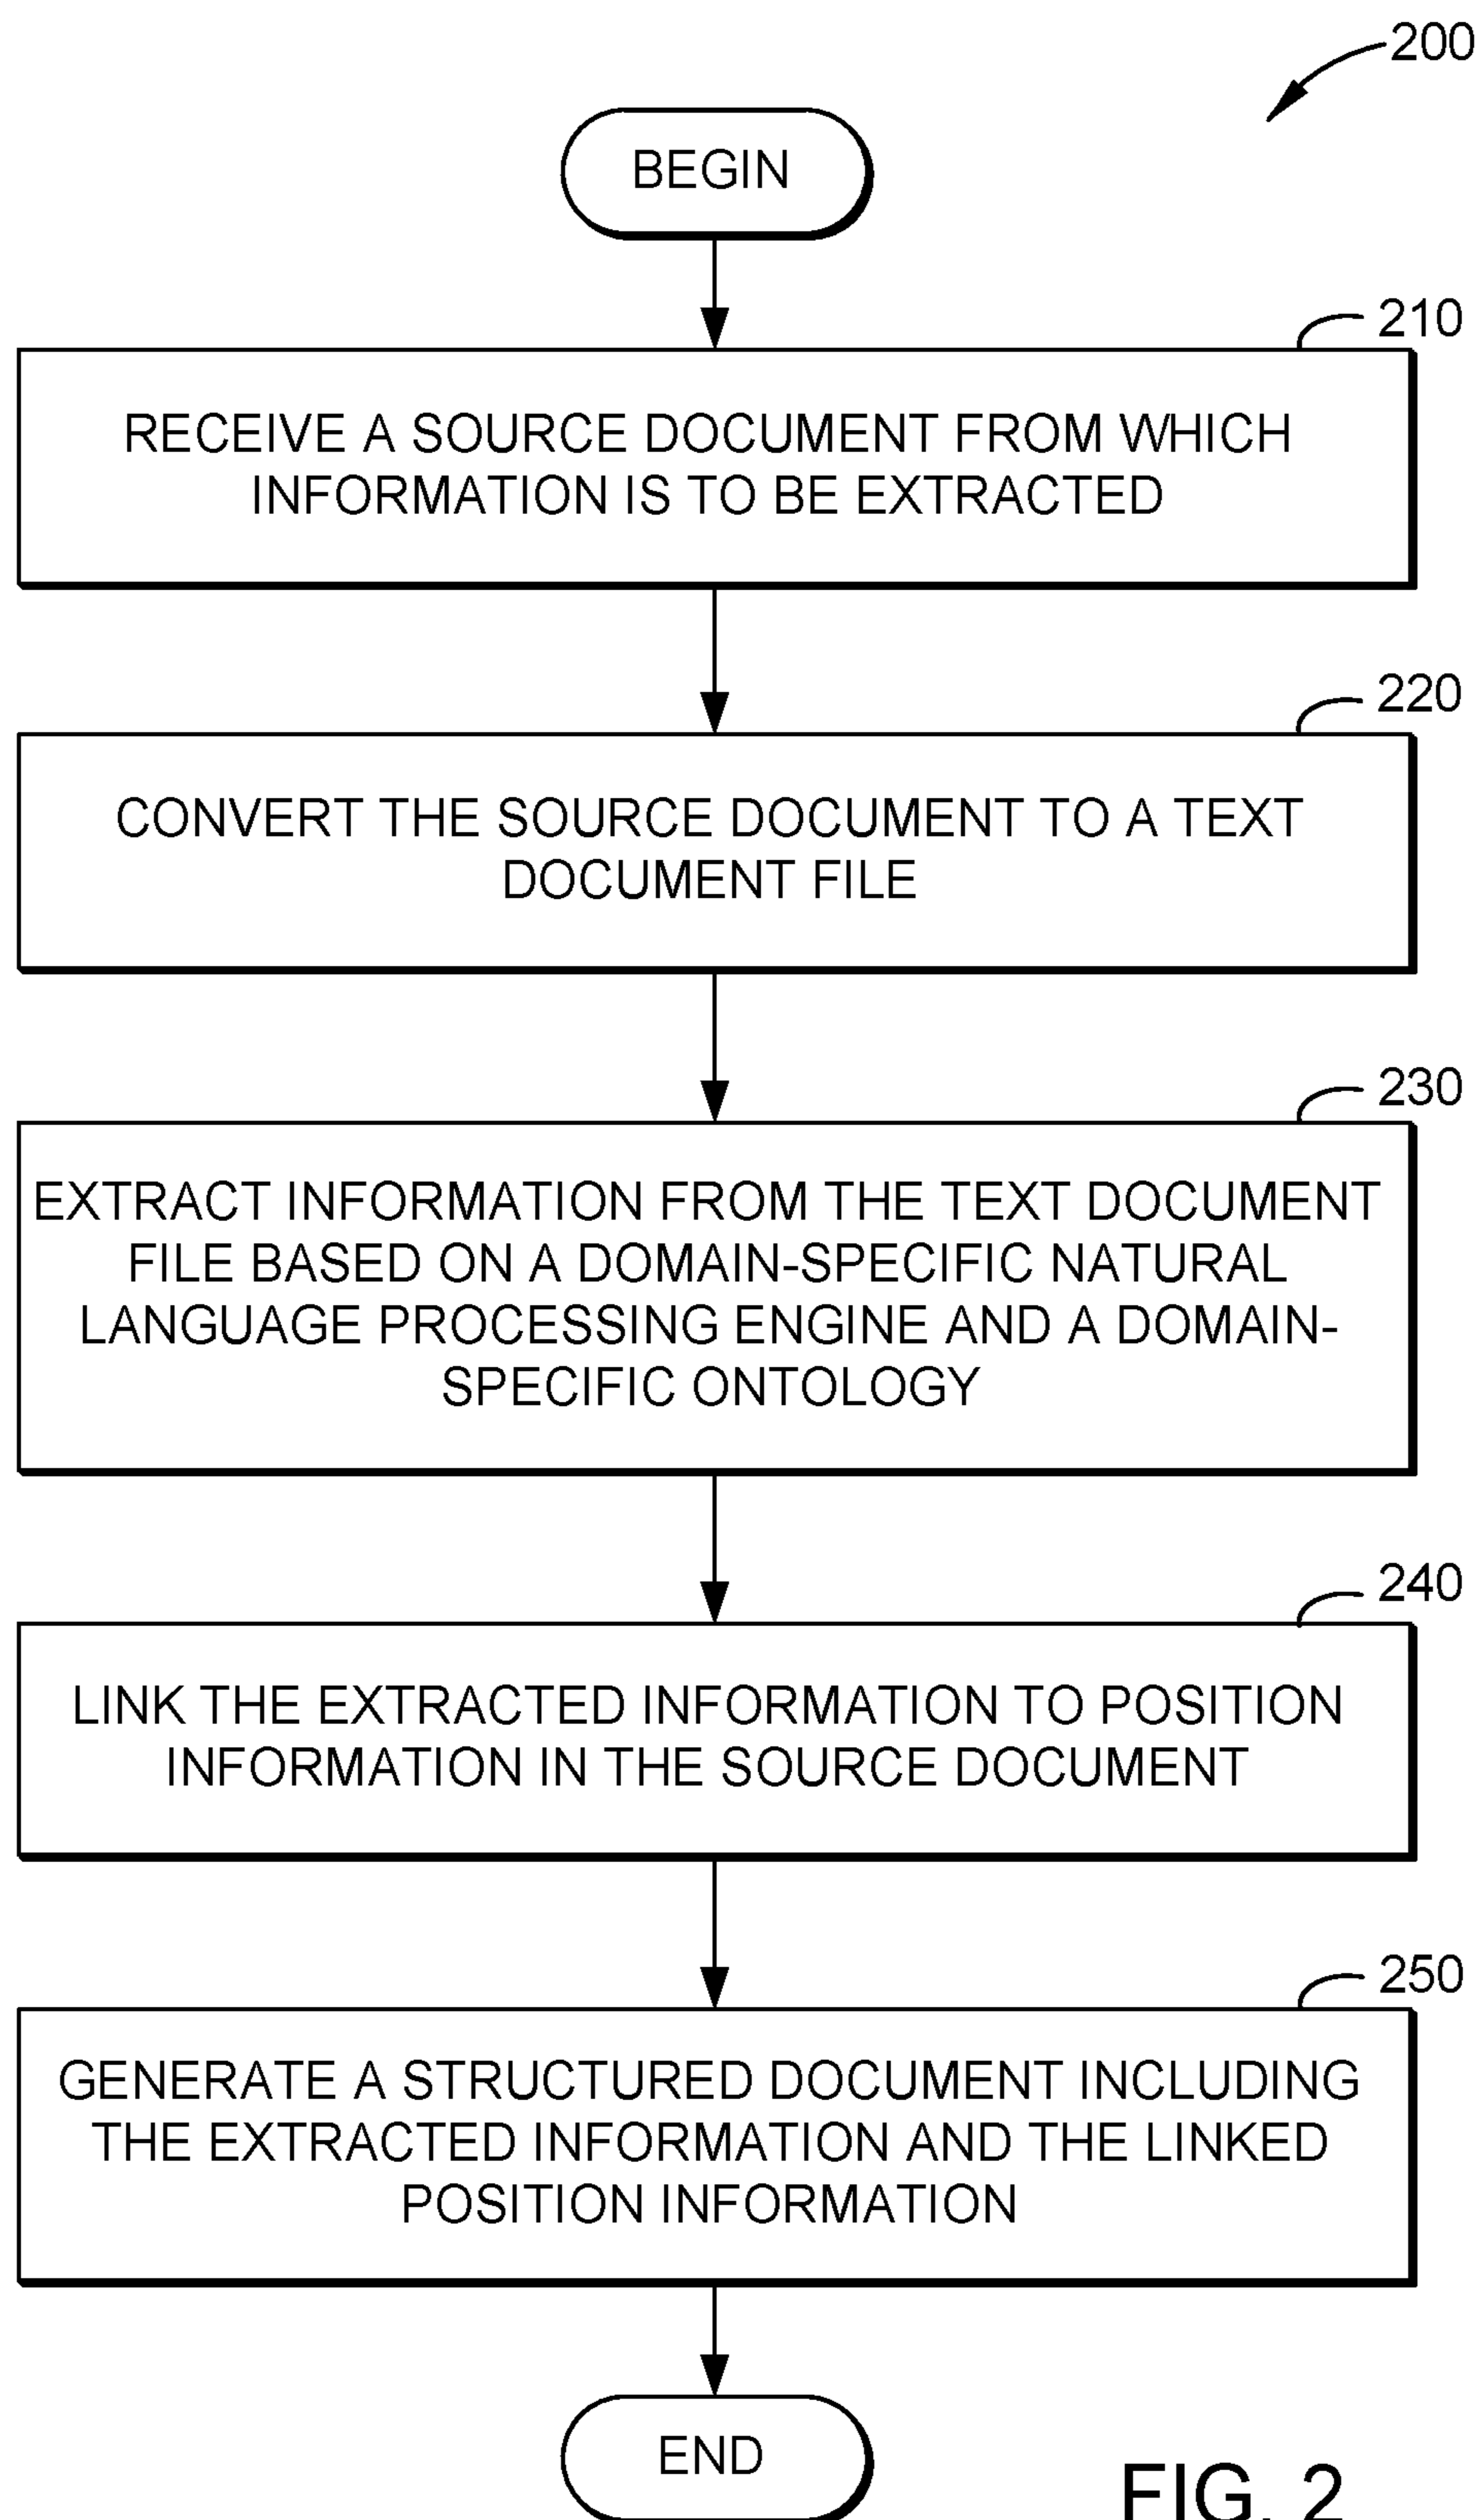 200
BEGIN
210
RECEIVE A SOURCE DOCUMENT FROM WHICH
INFORMATION IS TO BE EXTRACTED
220
CONVERT THE SOURCE DOCUMENT TO A TEXT
DOCUMENT FILE
230
EXTRACT INFORMATION FROM THE TEXT DOCUMENT
FILE BASED ON A DOMAIN-SPECIFIC NATURAL
LANGUAGE PROCESSING ENGINE AND A DOMAIN-
SPECIFIC ONTOLOGY
240
LINK THE EXTRACTED INFORMATION TO POSITION
INFORMATION IN THE SOURCE DOCUMENT
250
GENERATE A STRUCTURED DOCUMENT INCLUDING
THE EXTRACTED INFORMATION AND THE LINKED
POSITION INFORMATION
END
FIG. 2